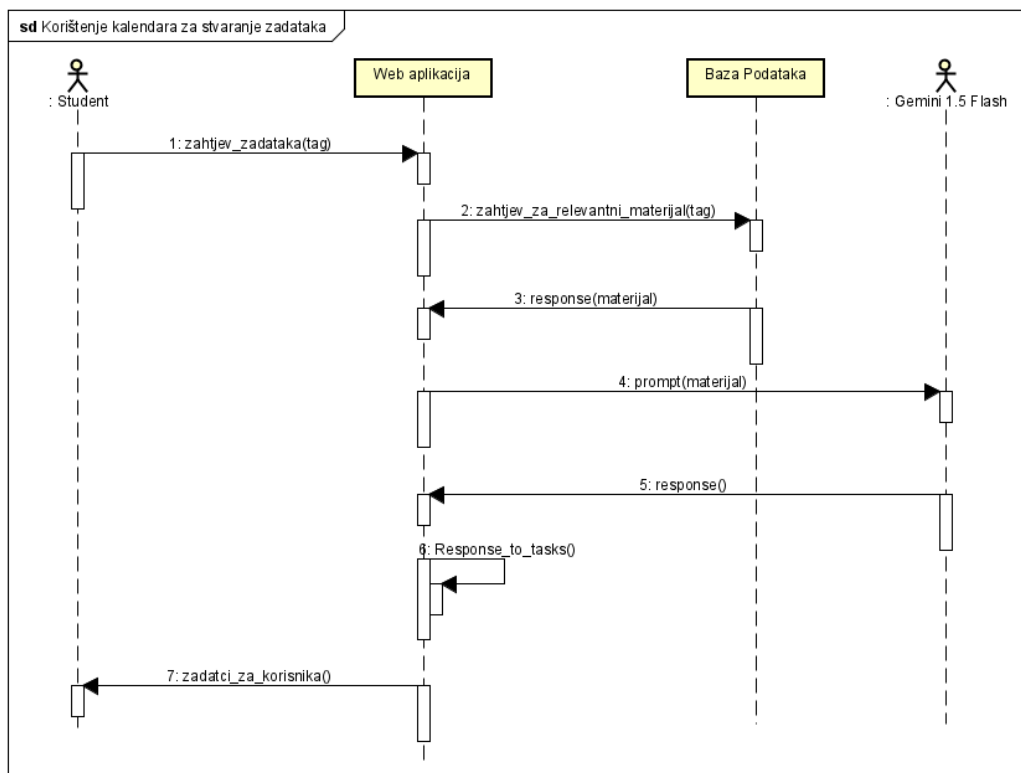 sd Korištenje kalendara za stvaranje zadataka
: Student
Web aplikacija
Baza Podataka
: Gemini 1.5 Flash
1: zahtjev_zadataka(tag)
2: zahtjev_za_relevantni_materijal(tag)
3: response(materijal)
4: prompt(materijal)
5: response()
6: Response_to_tasks()
7: zadatci_za_korisnika()